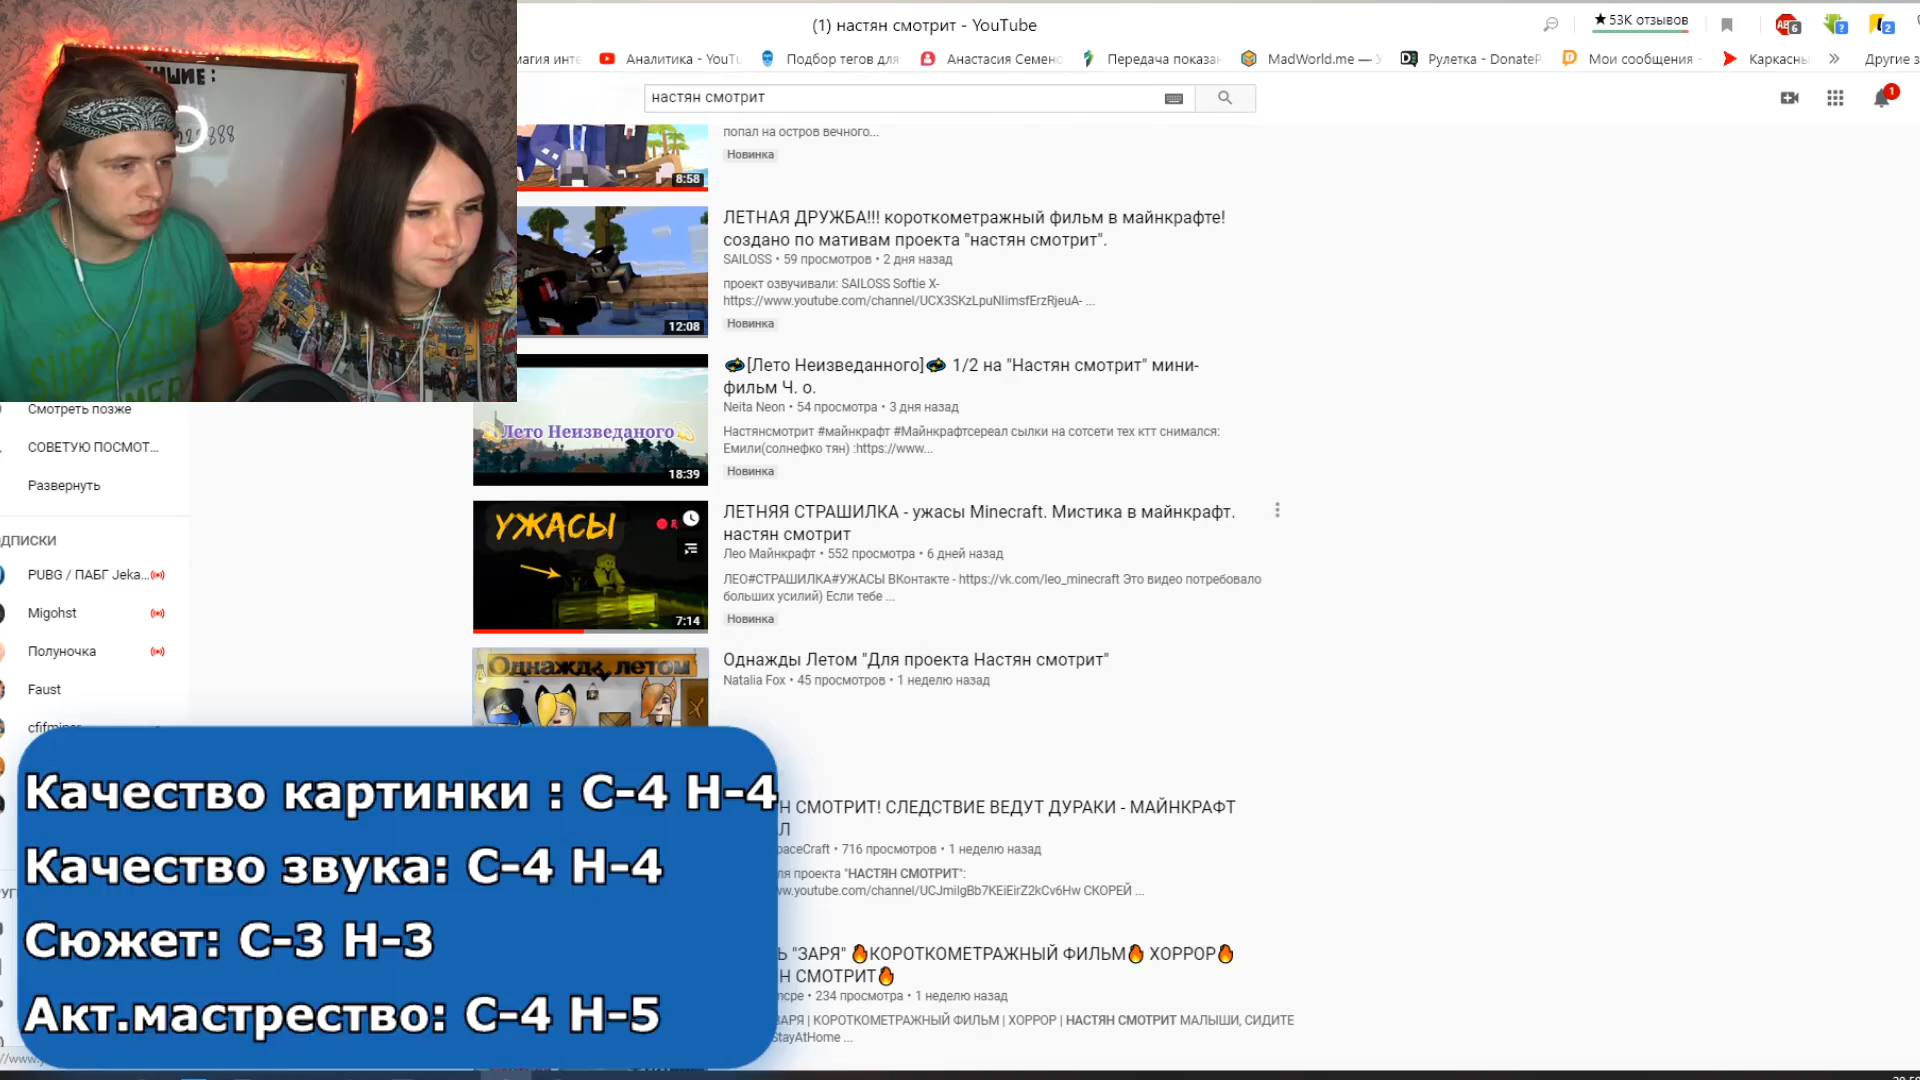 (1) настян смотрит - YouTube
53K отзывов
Аналитика - YouTu
Подбор тегов для
Анастасия Семено
Передача показан
MadWorld.me —
Рулетка - DonateP
Мои сообщения -
Каркасны
Другие з
настян смотрит
1
попал на остров вечного...
Новинка
8:58
ЛЕТНАЯ ДРУЖБА!!! короткометражный фильм в майнкрафте!
создано по мативам проекта "настян смотрит".
SAILOSS • 59 просмотров • 2 дня назад
проект озвучивали: SAILOSS Softie X-
https://www.youtube.com/channel/UCX3SKzLpuNIimsfErzRjeuA- ...
Новинка
12:08
[Лето Неизведанного] 1/2 на "Настян смотрит" мини-
фильм Ч. о.
Neita Neon • 54 просмотра • 3 дня назад
Настянсмотрит #майнкрафт #Майнкрафтсереал сылки на сотсети тех ктт снимался:
Емили(солнефко тян) :https://www...
Новинка
Лето Неизведаного
18:39
ЛЕТНЯЯ СТРАШИЛКА - ужасы Minecraft. Мистика в майнкрафт.
настян смотрит
Лео Майнкрафт • 552 просмотра • 6 дней назад
ЛЕО#СТРАШИЛКА#УЖАСЫ ВКонтакте - https://vk.com/leo_minecraft Это видео потребовало
больших усилий) Если тебе ...
Новинка
УЖАСЫ
7:14
Однажды Летом "Для проекта Настян смотрит"
Natalia Fox • 45 просмотров • 1 неделю назад
Однажды летом
Н СМОТРИТ! СЛЕДСТВИЕ ВЕДУТ ДУРАКИ - МАЙНКРАФТ
Л
paceCraft • 716 просмотров • 1 неделю назад
ля проекта "НАСТЯН СМОТРИТ":
ww.youtube.com/channel/UCJmilgBb7KEiEirZ2kCv6Hw СКОРЕЙ ...
Ь "ЗАРЯ" КОРОТКОМЕТРАЖНЫЙ ФИЛЬМ ХОРРОР
Н СМОТРИТ
псре • 234 просмотра • 1 неделю назад
ЗАРЯ | КОРОТКОМЕТРАЖНЫЙ ФИЛЬМ | ХОРРОР | НАСТЯН СМОТРИТ МАЛЫШИ, СИДИТЕ
StayAtHome ...
Смотреть позже
СОВЕТУЮ ПОСМОТ...
Развернуть
ДПИСКИ
PUBG / ПАБГ Jeka...
Migohst
Полуночка
Faust
Качество картинки : С-4 Н-4
Качество звука: С-4 Н-4
Сюжет: С-3 Н-3
Акт.мастрество: С-4 Н-5